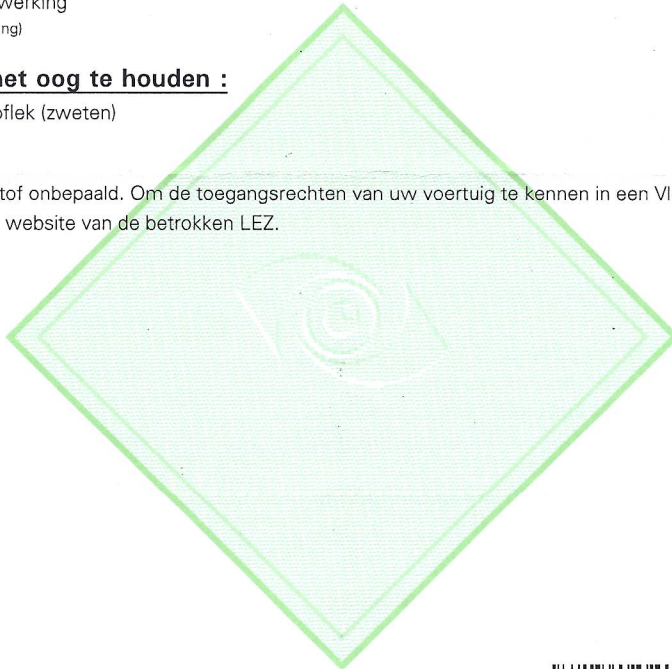 werking
ng)
het oog te houden :
oflek (zweten)
tof onbepaald. Om de toegangsrechten van uw voertuig te kennen in een Vl
website van de betrokken LEZ.